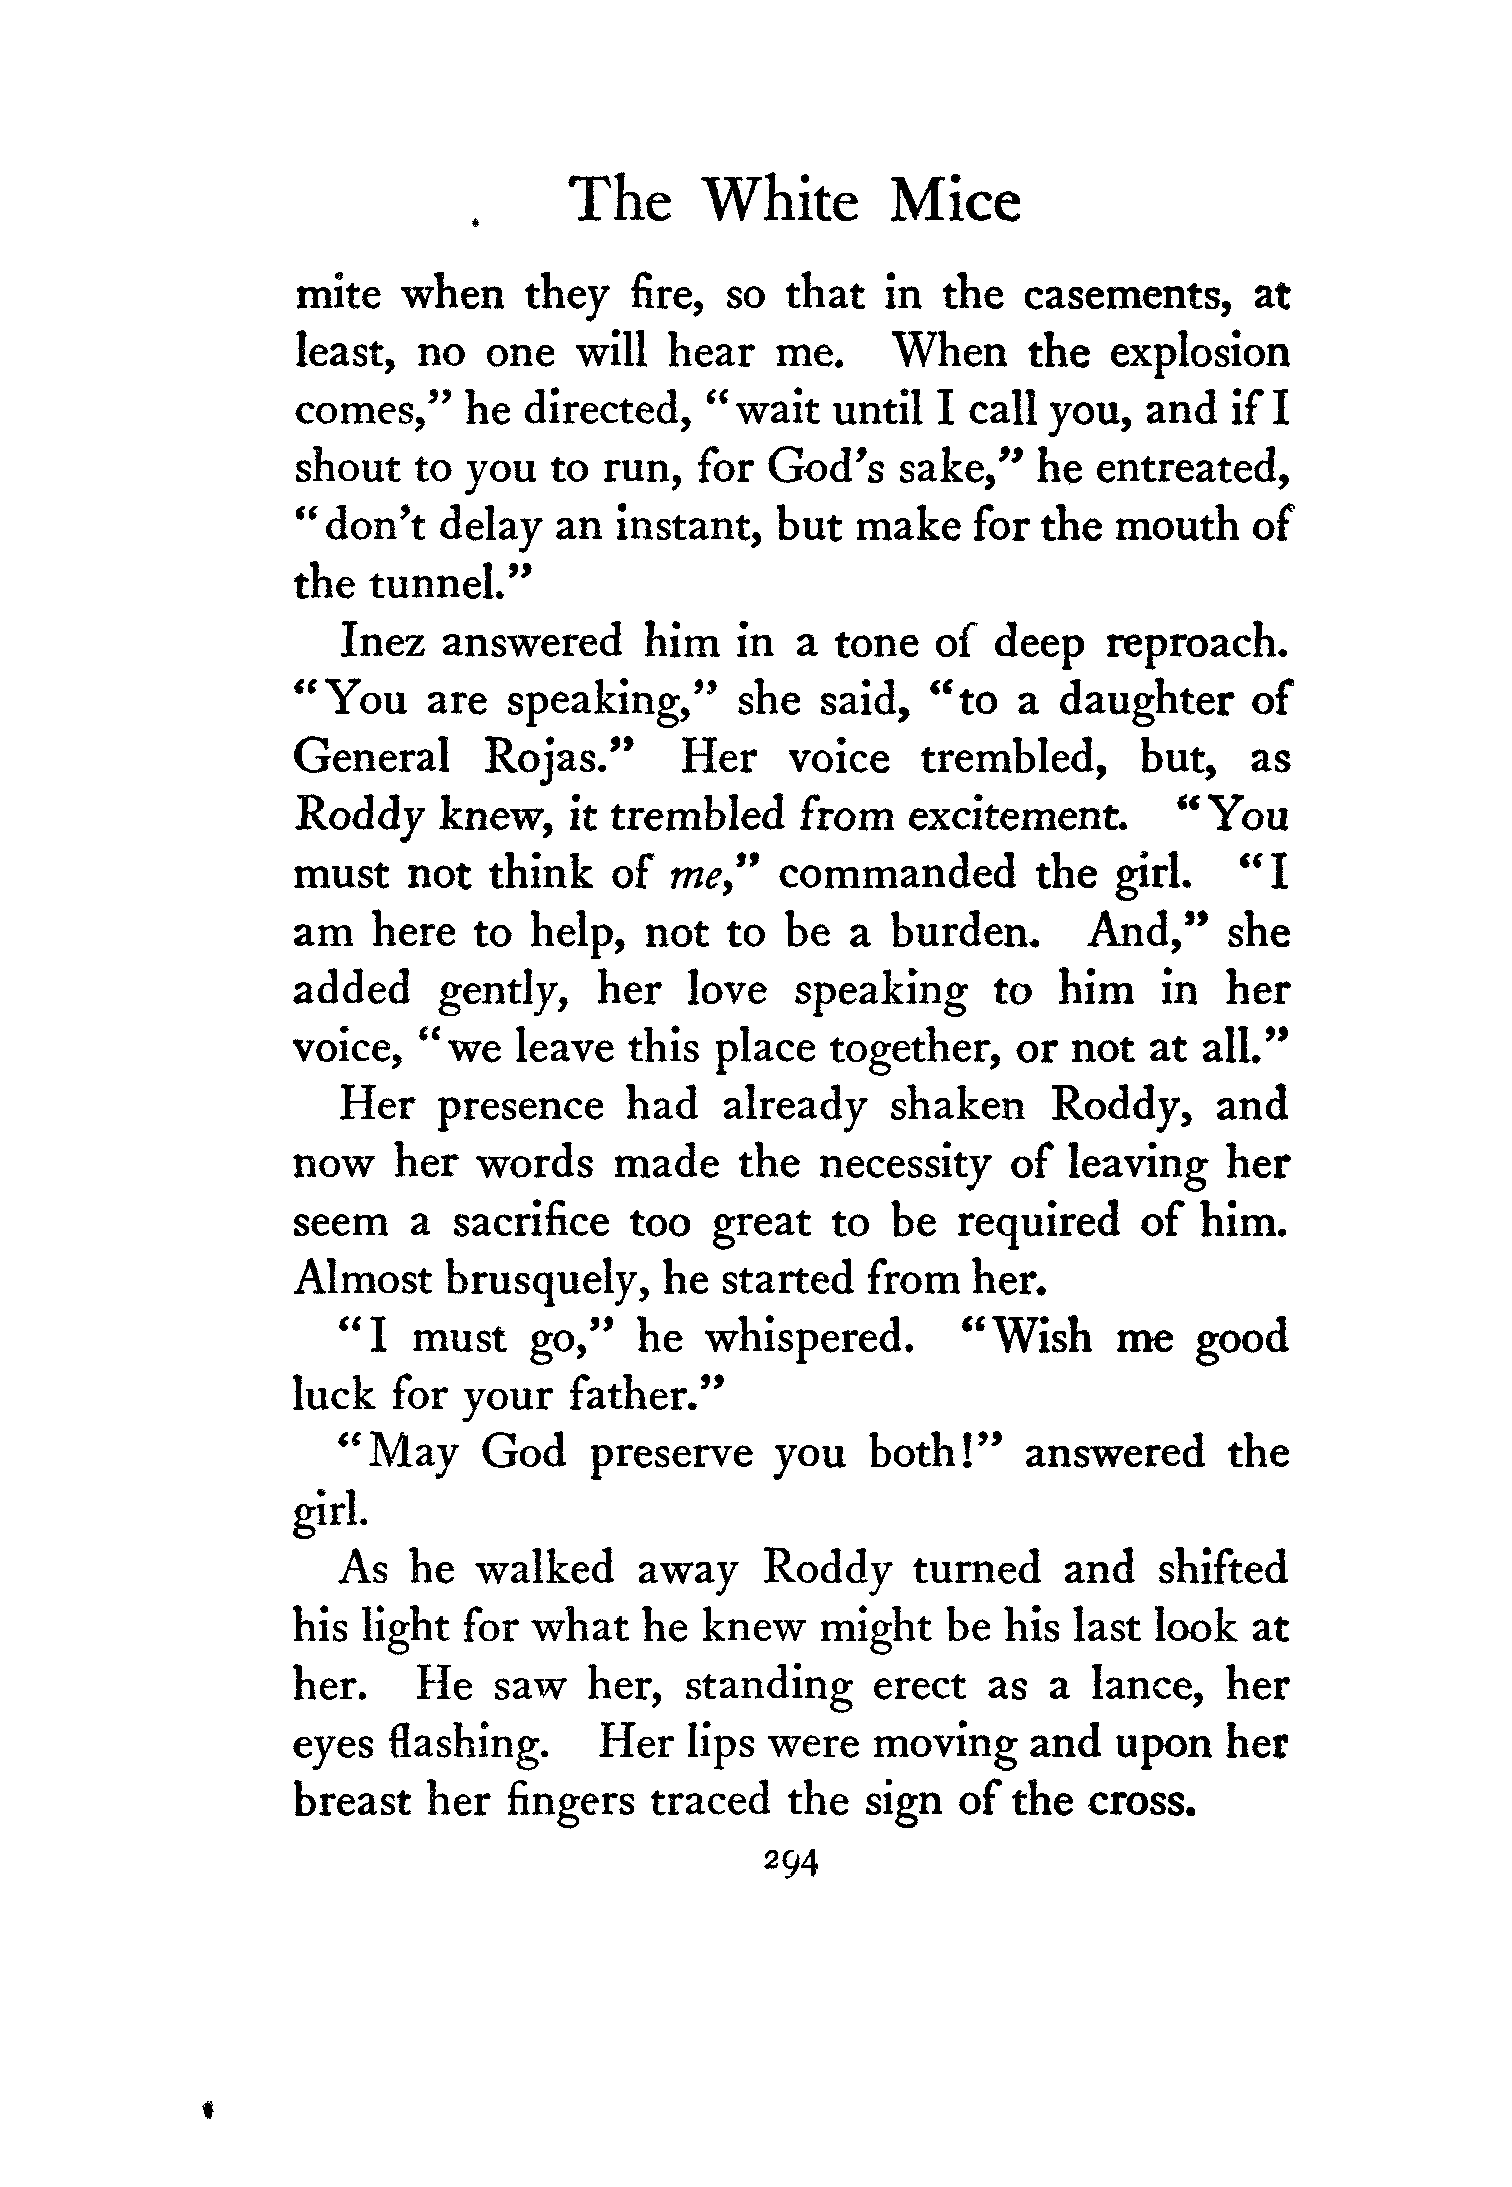 The White Mice
mite when they fire, so that in the casements, at
least, no one will hear me. When the explosion
comes," he directed, "wait until I call you, and if I
shout to you to run, for God's sake," he entreated,
"don't delay an instant, but make for the mouth of
the tunnel."
Inez answered him in a tone of deep reproach.
"You are speaking," she said, "to a daughter of
General Rojas." Her voice trembled, but, as
Roddy knew, it trembled from excitement. "You
must not think of me," commanded the girl. "I
am here to help, not to be a burden. And," she
added gently, her love speaking to him in her
voice, "we leave this place together, or not at all."
Her presence had already shaken Roddy, and
now her words made the necessity of leaving her
seem a sacrifice too great to be required of him.
Almost brusquely, he started from her.
"I must go," he whispered. "Wish me good
luck for your father."
"May God preserve you both!" answered the
girl.
As he walked away Roddy turned and shifted
his light for what he knew might be his last look at
her. He saw her, standing erect as a lance, her
eyes flashing. Her lips were moving and upon her
breast her fingers traced the sign of the cross.
294